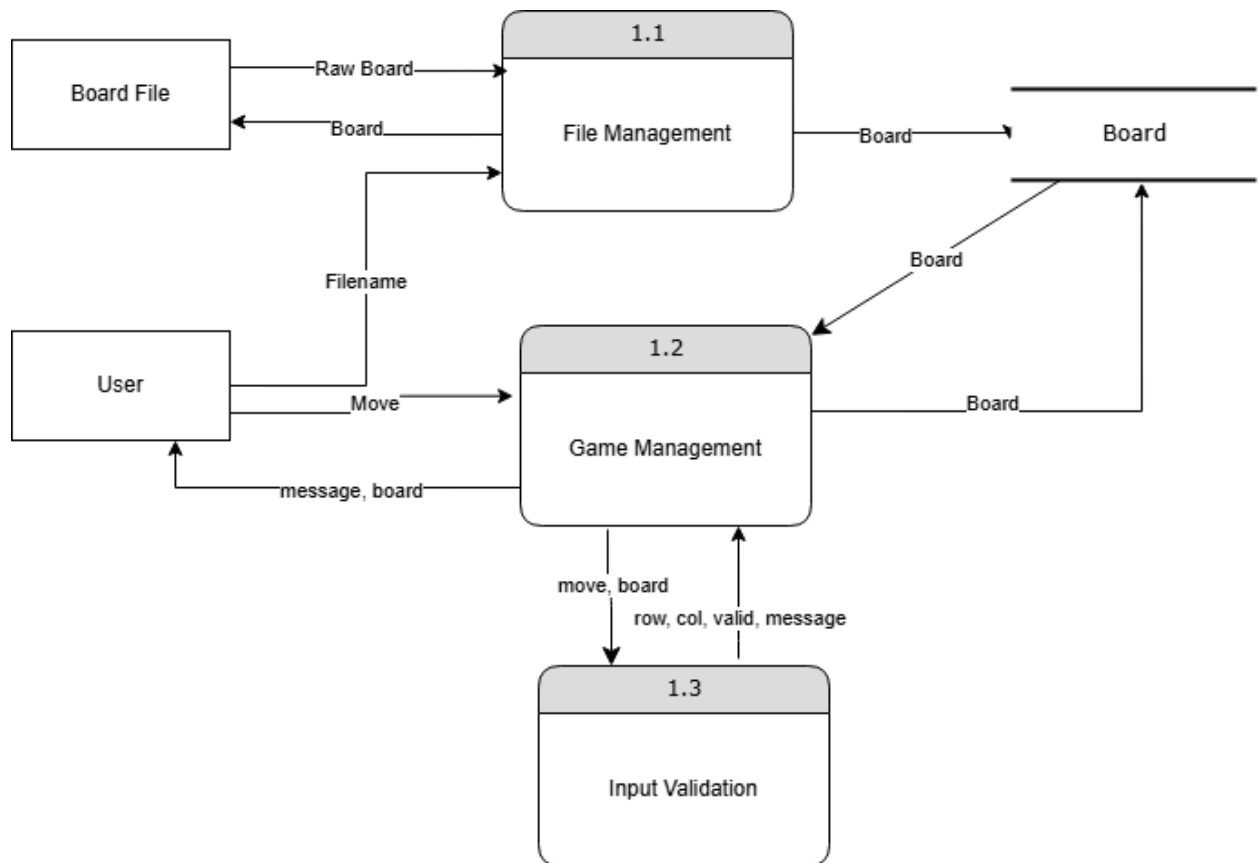 1.1
Board File
Raw Board
Board
File Management
Board
Board
Filename
Board
User
1.2
Move
Game Management
Board
message, board
move, board
row, col, valid, message
1.3
Input Validation